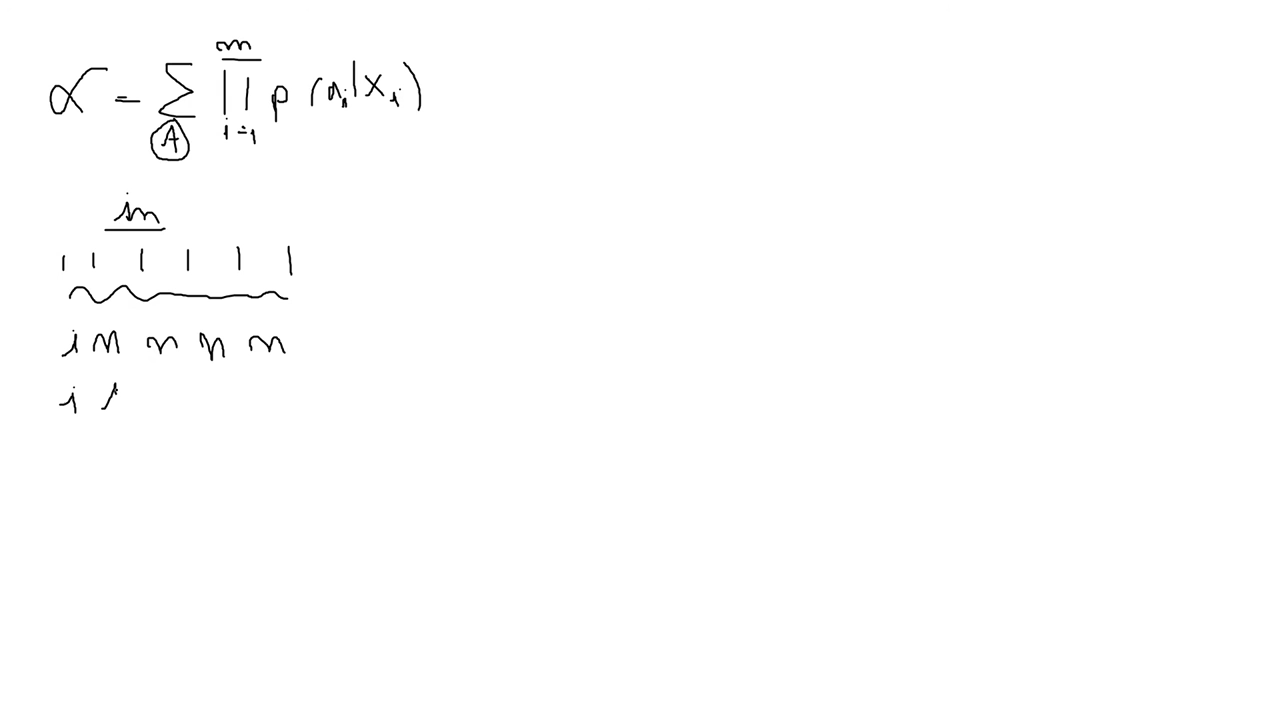 α = Σ_A ∏_{i=1}^{n} p(a_i|x_i)
in
i n n n n
i i